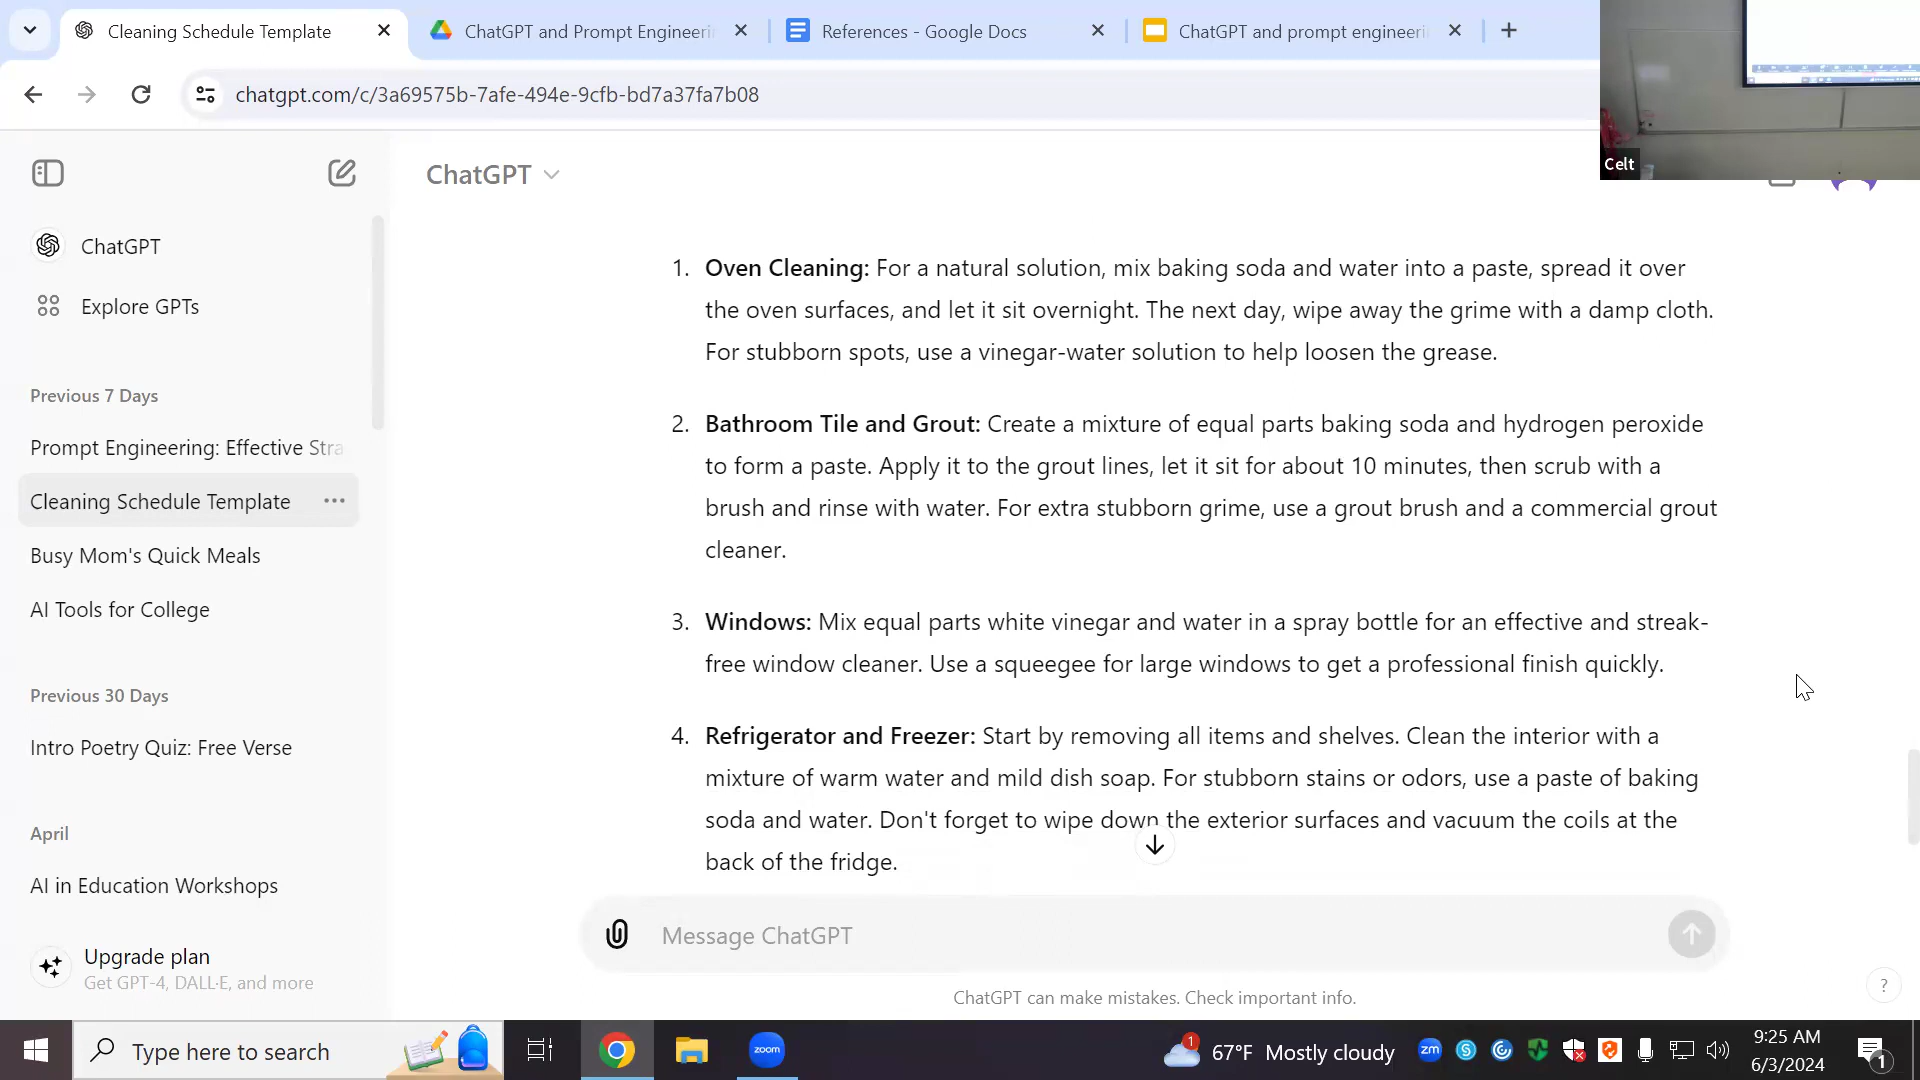 Cleaning Schedule Template
ChatGPT and Prompt Engineerin
References - Google Docs
ChatGPT and prompt engineeri
chatgpt.com/c/3a69575b-7afe-494e-9cfb-bd7a37fa7b08
Celt
ChatGPT
ChatGPT
Explore GPTs
Previous 7 Days
Prompt Engineering: Effective Stra
Cleaning Schedule Template
Busy Mom's Quick Meals
AI Tools for College
Previous 30 Days
Intro Poetry Quiz: Free Verse
April
AI in Education Workshops
Upgrade plan
Get GPT-4, DALL·E, and more
1. Oven Cleaning: For a natural solution, mix baking soda and water into a paste, spread it over
the oven surfaces, and let it sit overnight. The next day, wipe away the grime with a damp cloth.
For stubborn spots, use a vinegar-water solution to help loosen the grease.
2. Bathroom Tile and Grout: Create a mixture of equal parts baking soda and hydrogen peroxide
to form a paste. Apply it to the grout lines, let it sit for about 10 minutes, then scrub with a
brush and rinse with water. For extra stubborn grime, use a grout brush and a commercial grout
cleaner.
3. Windows: Mix equal parts white vinegar and water in a spray bottle for an effective and streak-
free window cleaner. Use a squeegee for large windows to get a professional finish quickly.
4. Refrigerator and Freezer: Start by removing all items and shelves. Clean the interior with a
mixture of warm water and mild dish soap. For stubborn stains or odors, use a paste of baking
soda and water. Don't forget to wipe down the exterior surfaces and vacuum the coils at the
back of the fridge.
Message ChatGPT
ChatGPT can make mistakes. Check important info.
?
Type here to search
zoom
1
67°F Mostly cloudy
zm
9:25 AM
6/3/2024
1